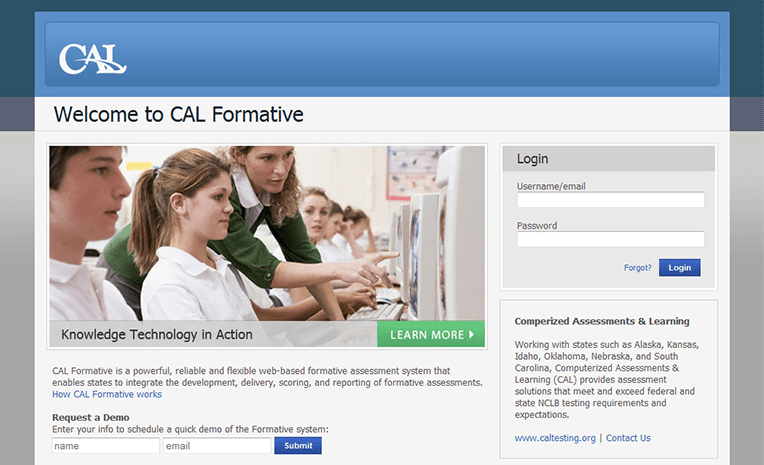 CAL
Welcome to CAL Formative
Knowledge Technology in Action
LEARN MORE
CAL Formative is a powerful, reliable and flexible web-based formative assessment system that
enables states to integrate the development, delivery, scoring, and reporting of formative assessments.
How CAL Formative works
Request a Demo
Enter your info to schedule a quick demo of the Formative system:
name
email
Submit
Login
Username/email
Password
Forgot?
Login
Comperized Assessments & Learning
Working with states such as Alaska, Kansas,
Idaho, Oklahoma, Nebraska, and South
Carolina, Computerized Assessments &
Learning (CAL) provides assessment
solutions that meet and exceed federal and
state NCLB testing requirements and
expectations.
www.caltesting.org | Contact Us